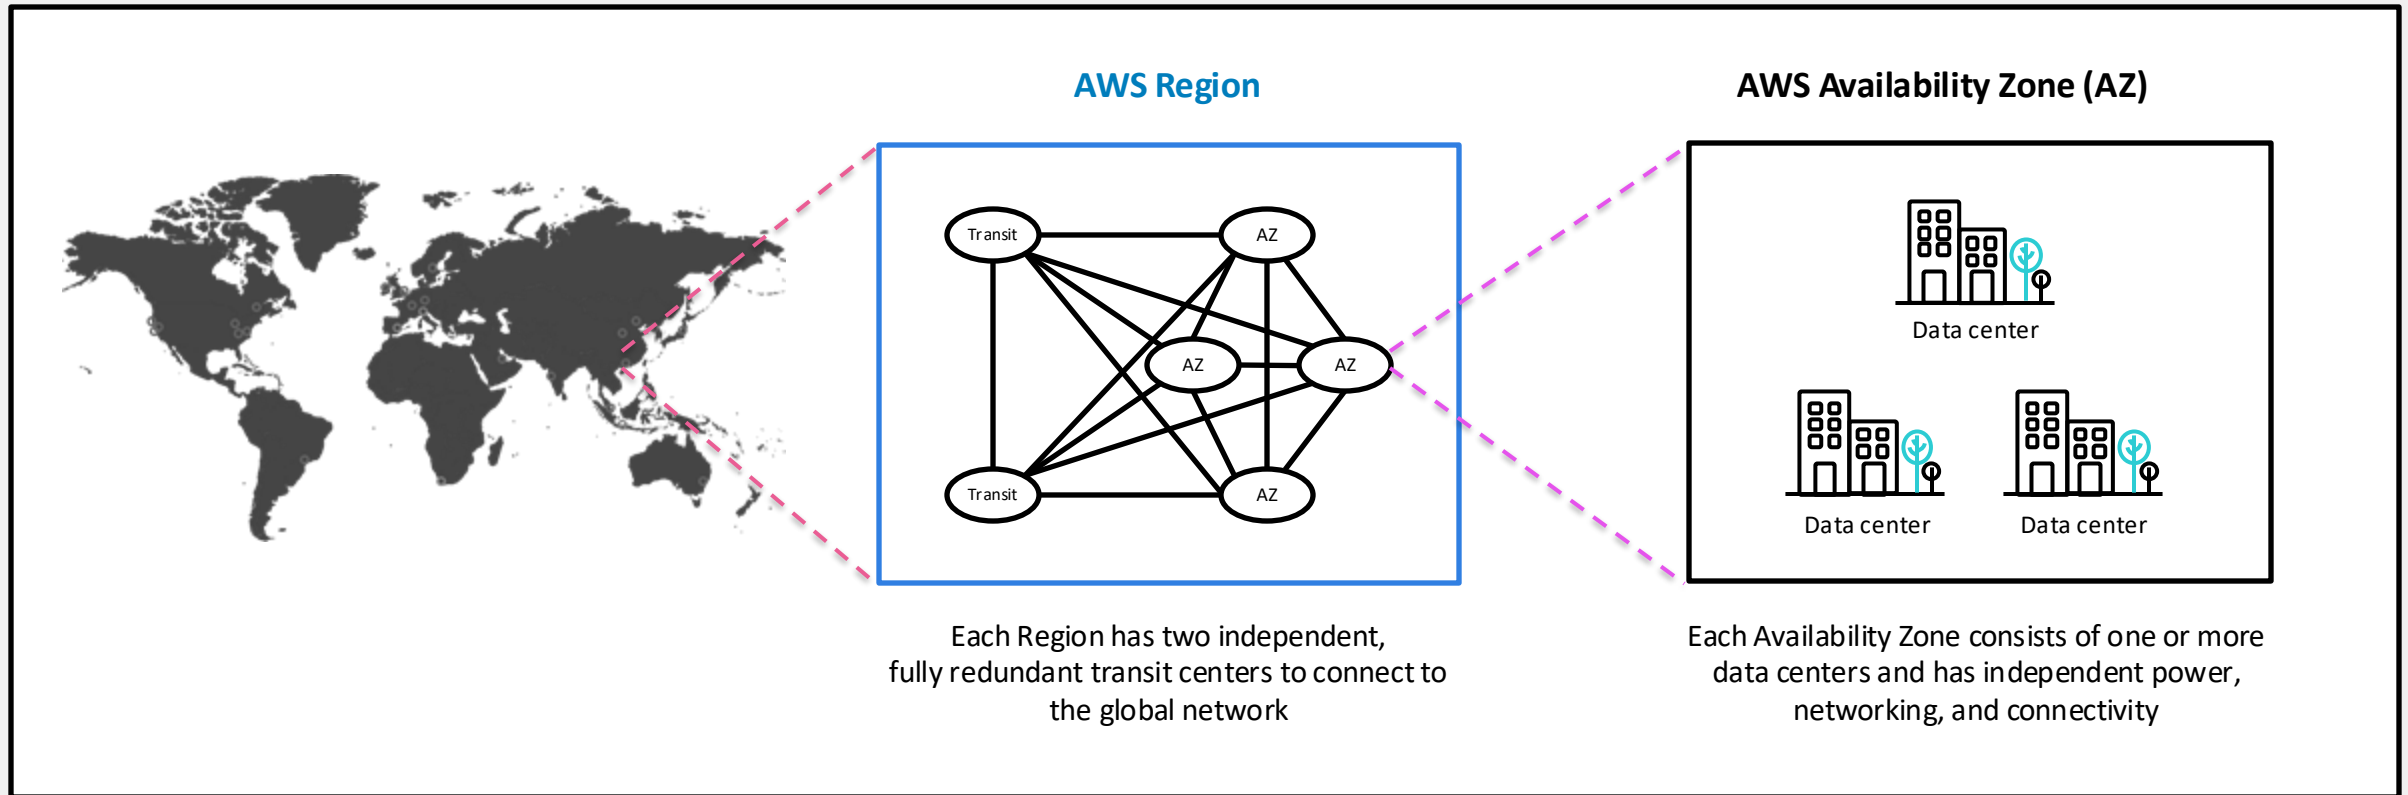 AWS Region
AWS Availability Zone (AZ)
Transit
AZ
AZ
AZ
Transit
AZ
Data center
Data center
Data center
Each Region has two independent,
fully redundant transit centers to connect to
the global network
Each Availability Zone consists of one or more
data centers and has independent power,
networking, and connectivity